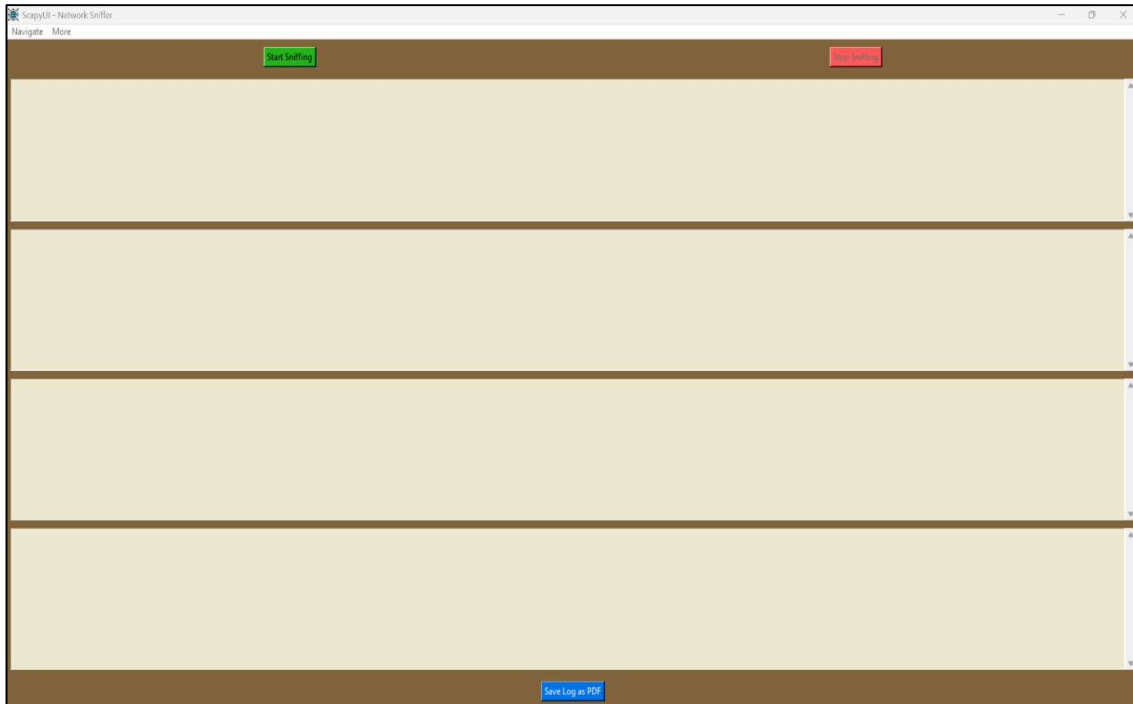 ScapyUI - Network Sniffer
Navigate More
Start Sniffing Stop Sniffing
Save Log as PDF